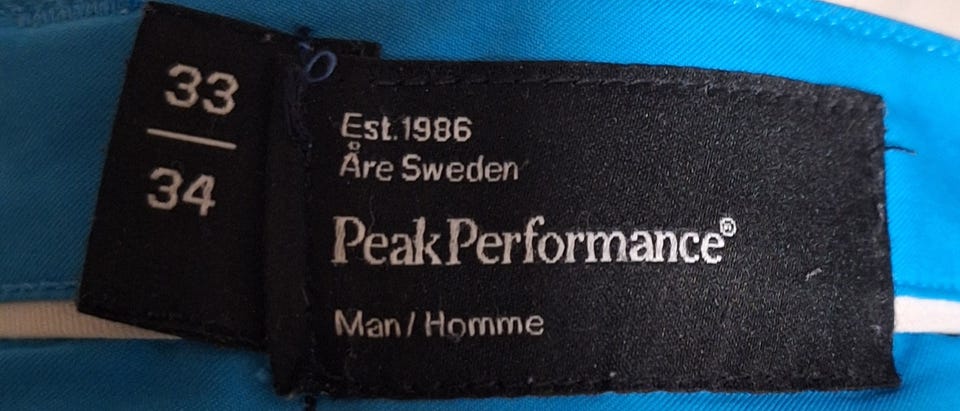 33
34
Est.1986
Åre Sweden
PeakPerformance®
Man/Homme